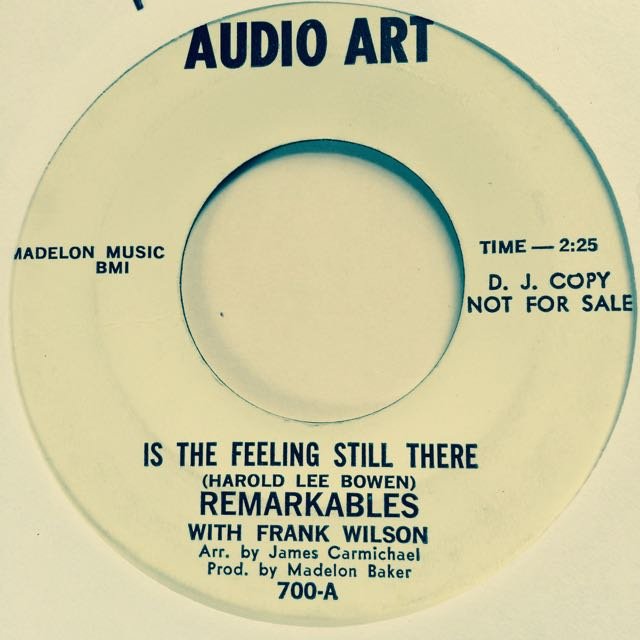 AUDIO ART
MADELON MUSIC
BMI
TIME — 2:25
D. J. COPY
NOT FOR SALE
IS THE FEELING STILL THERE
(HAROLD LEE BOWEN)
REMARKABLES
WITH FRANK WILSON
Arr. by James Carmichael
Prod. by Madelon Baker
700-A